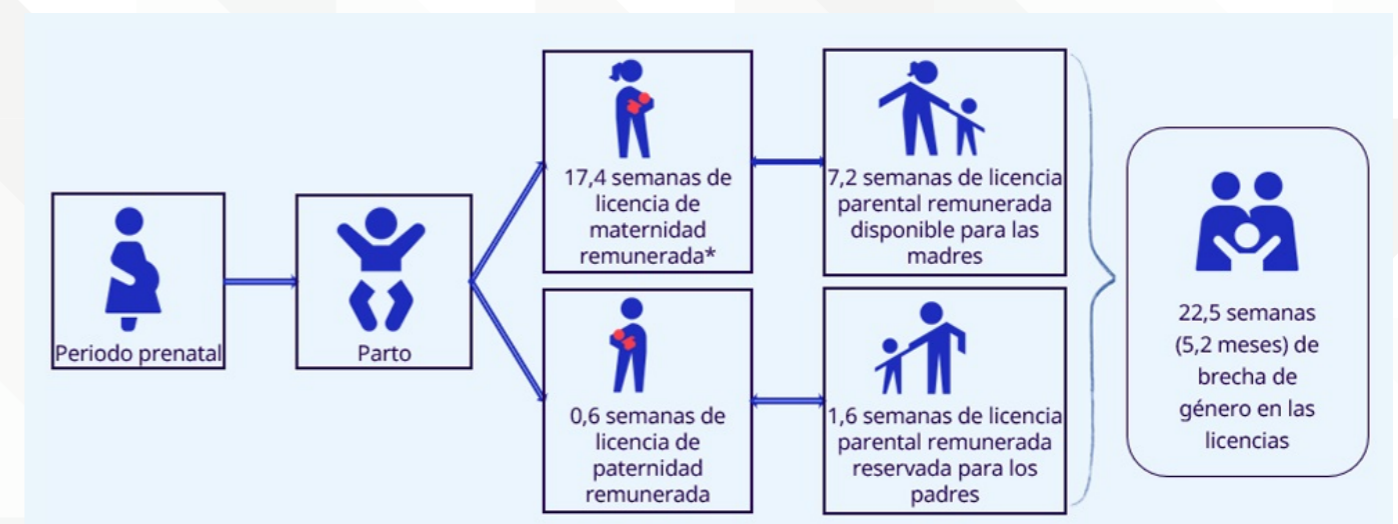 Periodo prenatal
Parto
17,4 semanas de
licencia de
maternidad
remunerada*
7,2 semanas de licencia
parental remunerada
disponible para las
madres
0,6 semanas de
licencia de
paternidad
remunerada
1,6 semanas de licencia
parental remunerada
reservada para los
padres
22,5 semanas
(5,2 meses) de
brecha de
género en las
licencias